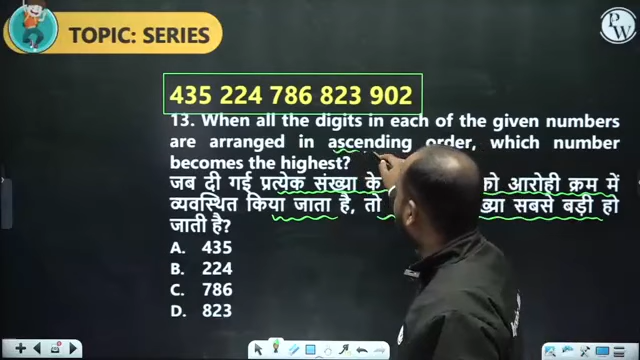 TOPIC: SERIES
PW
435 224 786 823 902
13. When all the digits in each of the given numbers
are arranged in ascending order, which number
becomes the highest?
जब दी गई प्रत्येक संख्या के को आरोही क्रम में
व्यवस्थित किया जाता है, तो सबसे बड़ी हो
जाती है?
A. 435
B. 224
C. 786
D. 823